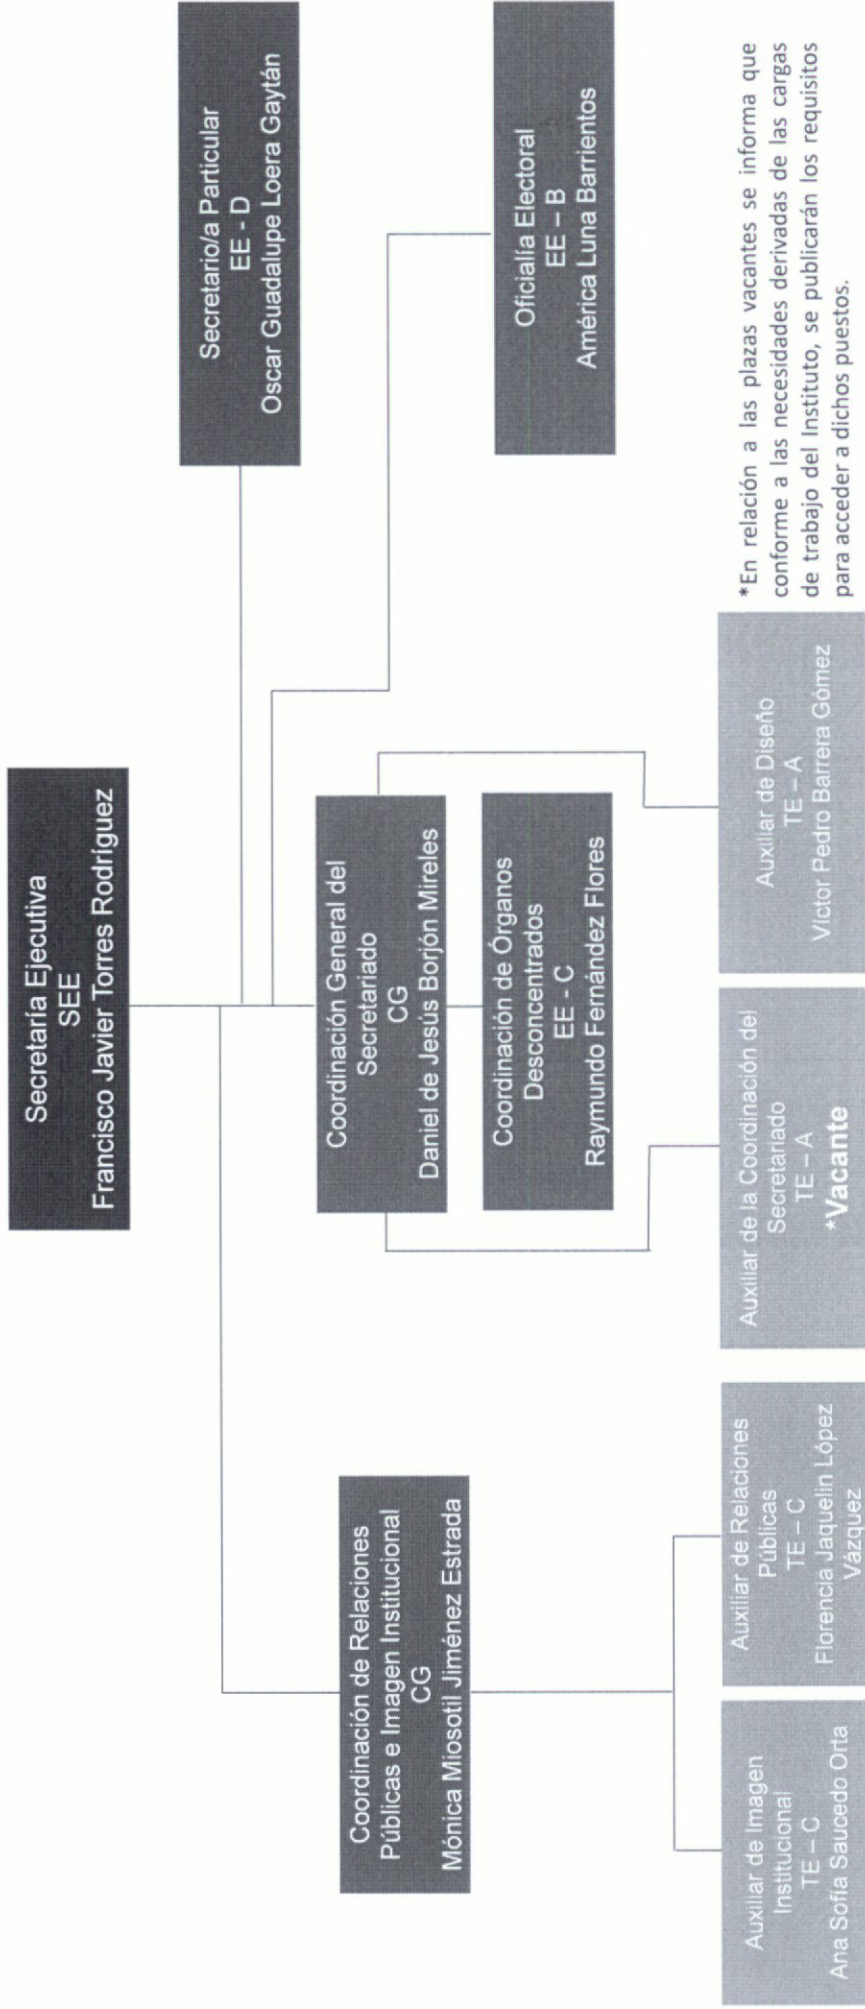 Secretaría Ejecutiva
SEE
Francisco Javier Torres Rodríguez
Secretario/a Particular
EE - D
Oscar Guadalupe Loera Gaytán
Coordinación de Relaciones
Públicas e Imagen Institucional
CG
Mónica Miosotil Jiménez Estrada
Coordinación General del
Secretariado
CG
Daniel de Jesús Borjón Mireles
Coordinación de Órganos
Desconcentrados
EE - C
Raymundo Fernández Flores
Oficialía Electoral
EE – B
América Luna Barrientos
Auxiliar de Imagen
Institucional
TE – C
Ana Sofía Saucedo Orta
Auxiliar de Relaciones
Públicas
TE – C
Florencia Jaquelin López
Vázquez
Auxiliar de la Coordinación del
Secretariado
TE – A
*Vacante
Auxiliar de Diseño
TE – A
Víctor Pedro Barrera Gómez
*En relación a las plazas vacantes se informa que
conforme a las necesidades derivadas de las cargas
de trabajo del Instituto, se publicarán los requisitos
para acceder a dichos puestos.